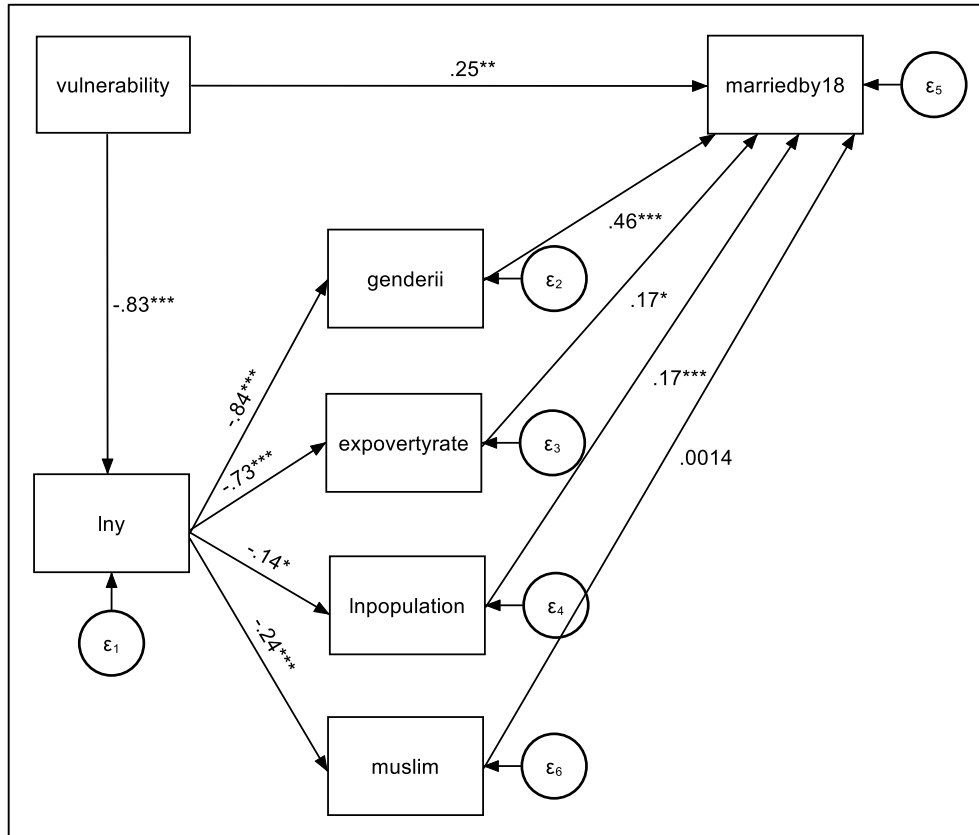 vulnerability
.25**
marriedby18
ε5
.46***
genderii
ε2
-.83***
.17*
-.84***
.17***
expovertyrate
ε3
-.73***
.0014
lny
-.14*
lnpopulation
ε4
-.24***
ε1
muslim
ε6